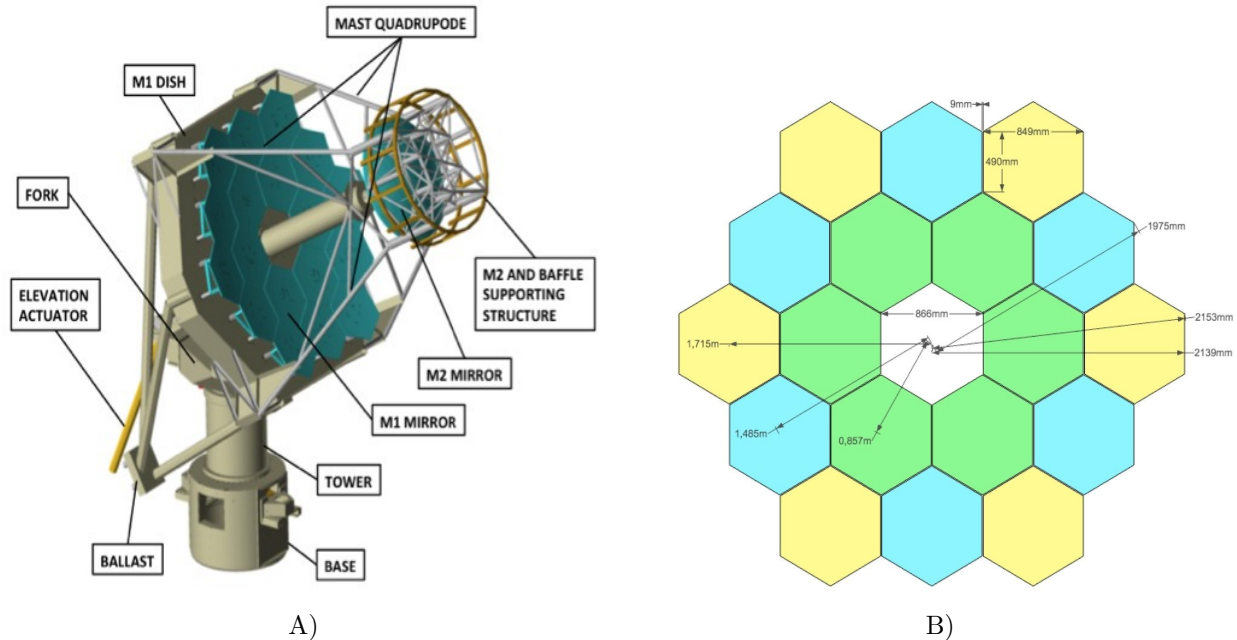 MAST QUADRUPODE
M1 DISH
FORK
ELEVATION
ACTUATOR
M2 AND BAFFLE
SUPPORTING
STRUCTURE
M2 MIRROR
M1 MIRROR
TOWER
BALLAST
BASE
A)
9mm
849mm
490mm
1975mm
866mm
2153mm
1,715m
2139mm
1,485m
0,857m
B)